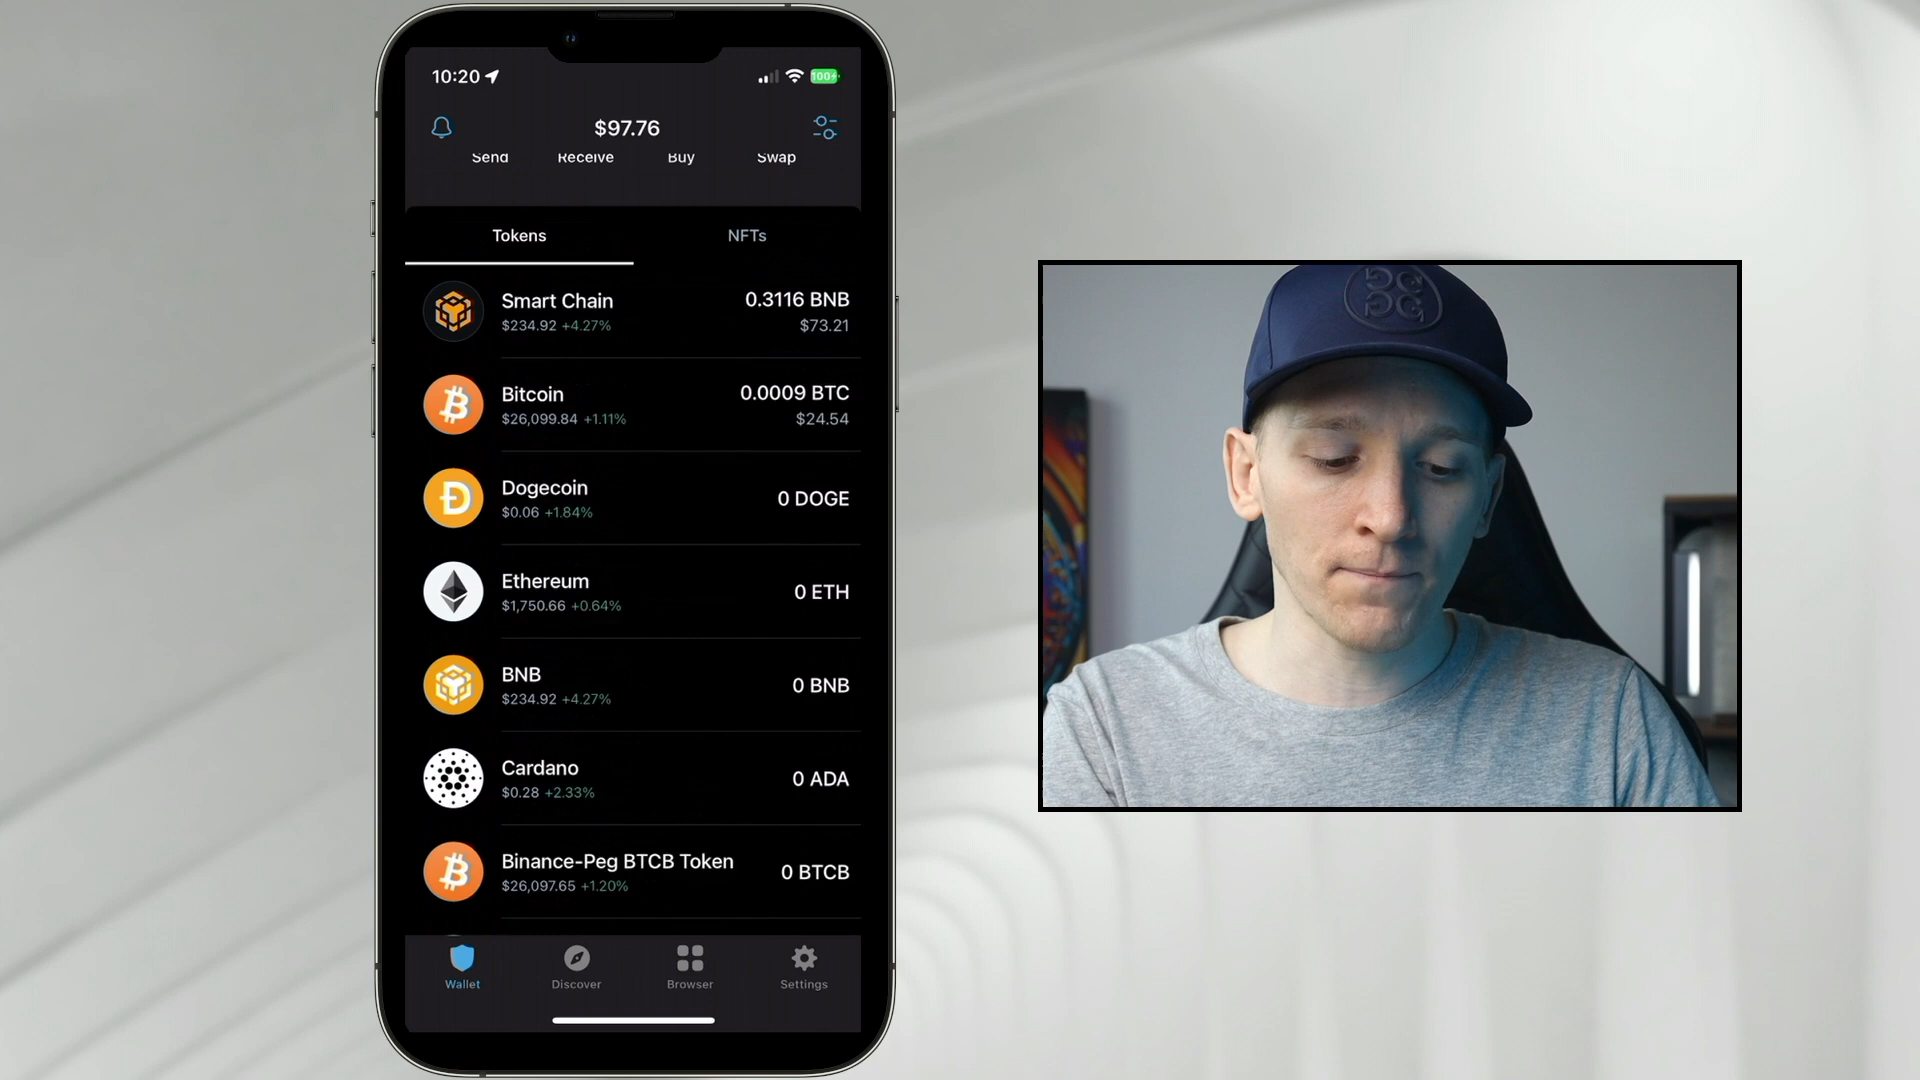 10:20
100
$97.76
Send Receive Buy Swap
Tokens NFTs
Smart Chain 0.3116 BNB
$234.92 +4.27% $73.21
Bitcoin 0.0009 BTC
$26,099.84 +1.11% $24.54
Dogecoin 0 DOGE
$0.06 +1.84%
Ethereum 0 ETH
$1,750.66 +0.64%
BNB 0 BNB
$234.92 +4.27%
Cardano 0 ADA
$0.28 +2.33%
Binance-Peg BTCB Token 0 BTCB
$26,097.65 +1.20%
Wallet Discover Browser Settings